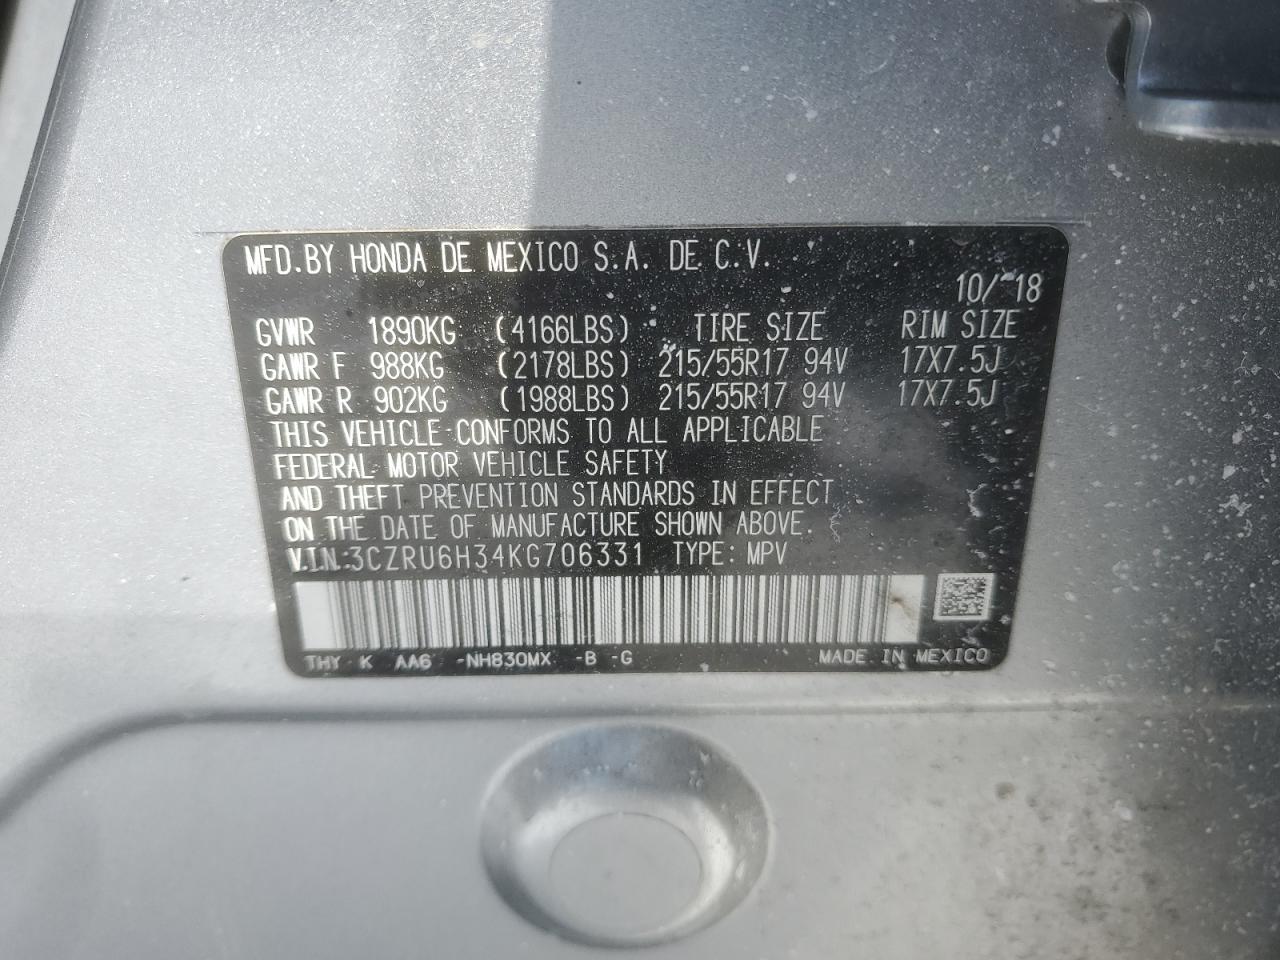 MFD.BY HONDA DE MEXICO S.A. DE C.V.
10/ 18
GVWR 1890KG (4166LBS) TIRE SIZE RIM SIZE
GAWR F 988KG (2178LBS) 215/55R17 94V 17X7.5J
GAWR R 902KG (1988LBS) 215/55R17 94V 17X7.5J
THIS VEHICLE CONFORMS TO ALL APPLICABLE
FEDERAL MOTOR VEHICLE SAFETY
AND THEFT PREVENTION STANDARDS IN EFFECT
ON THE DATE OF MANUFACTURE SHOWN ABOVE.
V.I.N:3CZRU6H34KG706331 TYPE: MPV
THY K AA6 -NH830MX -B -G MADE IN MEXICO